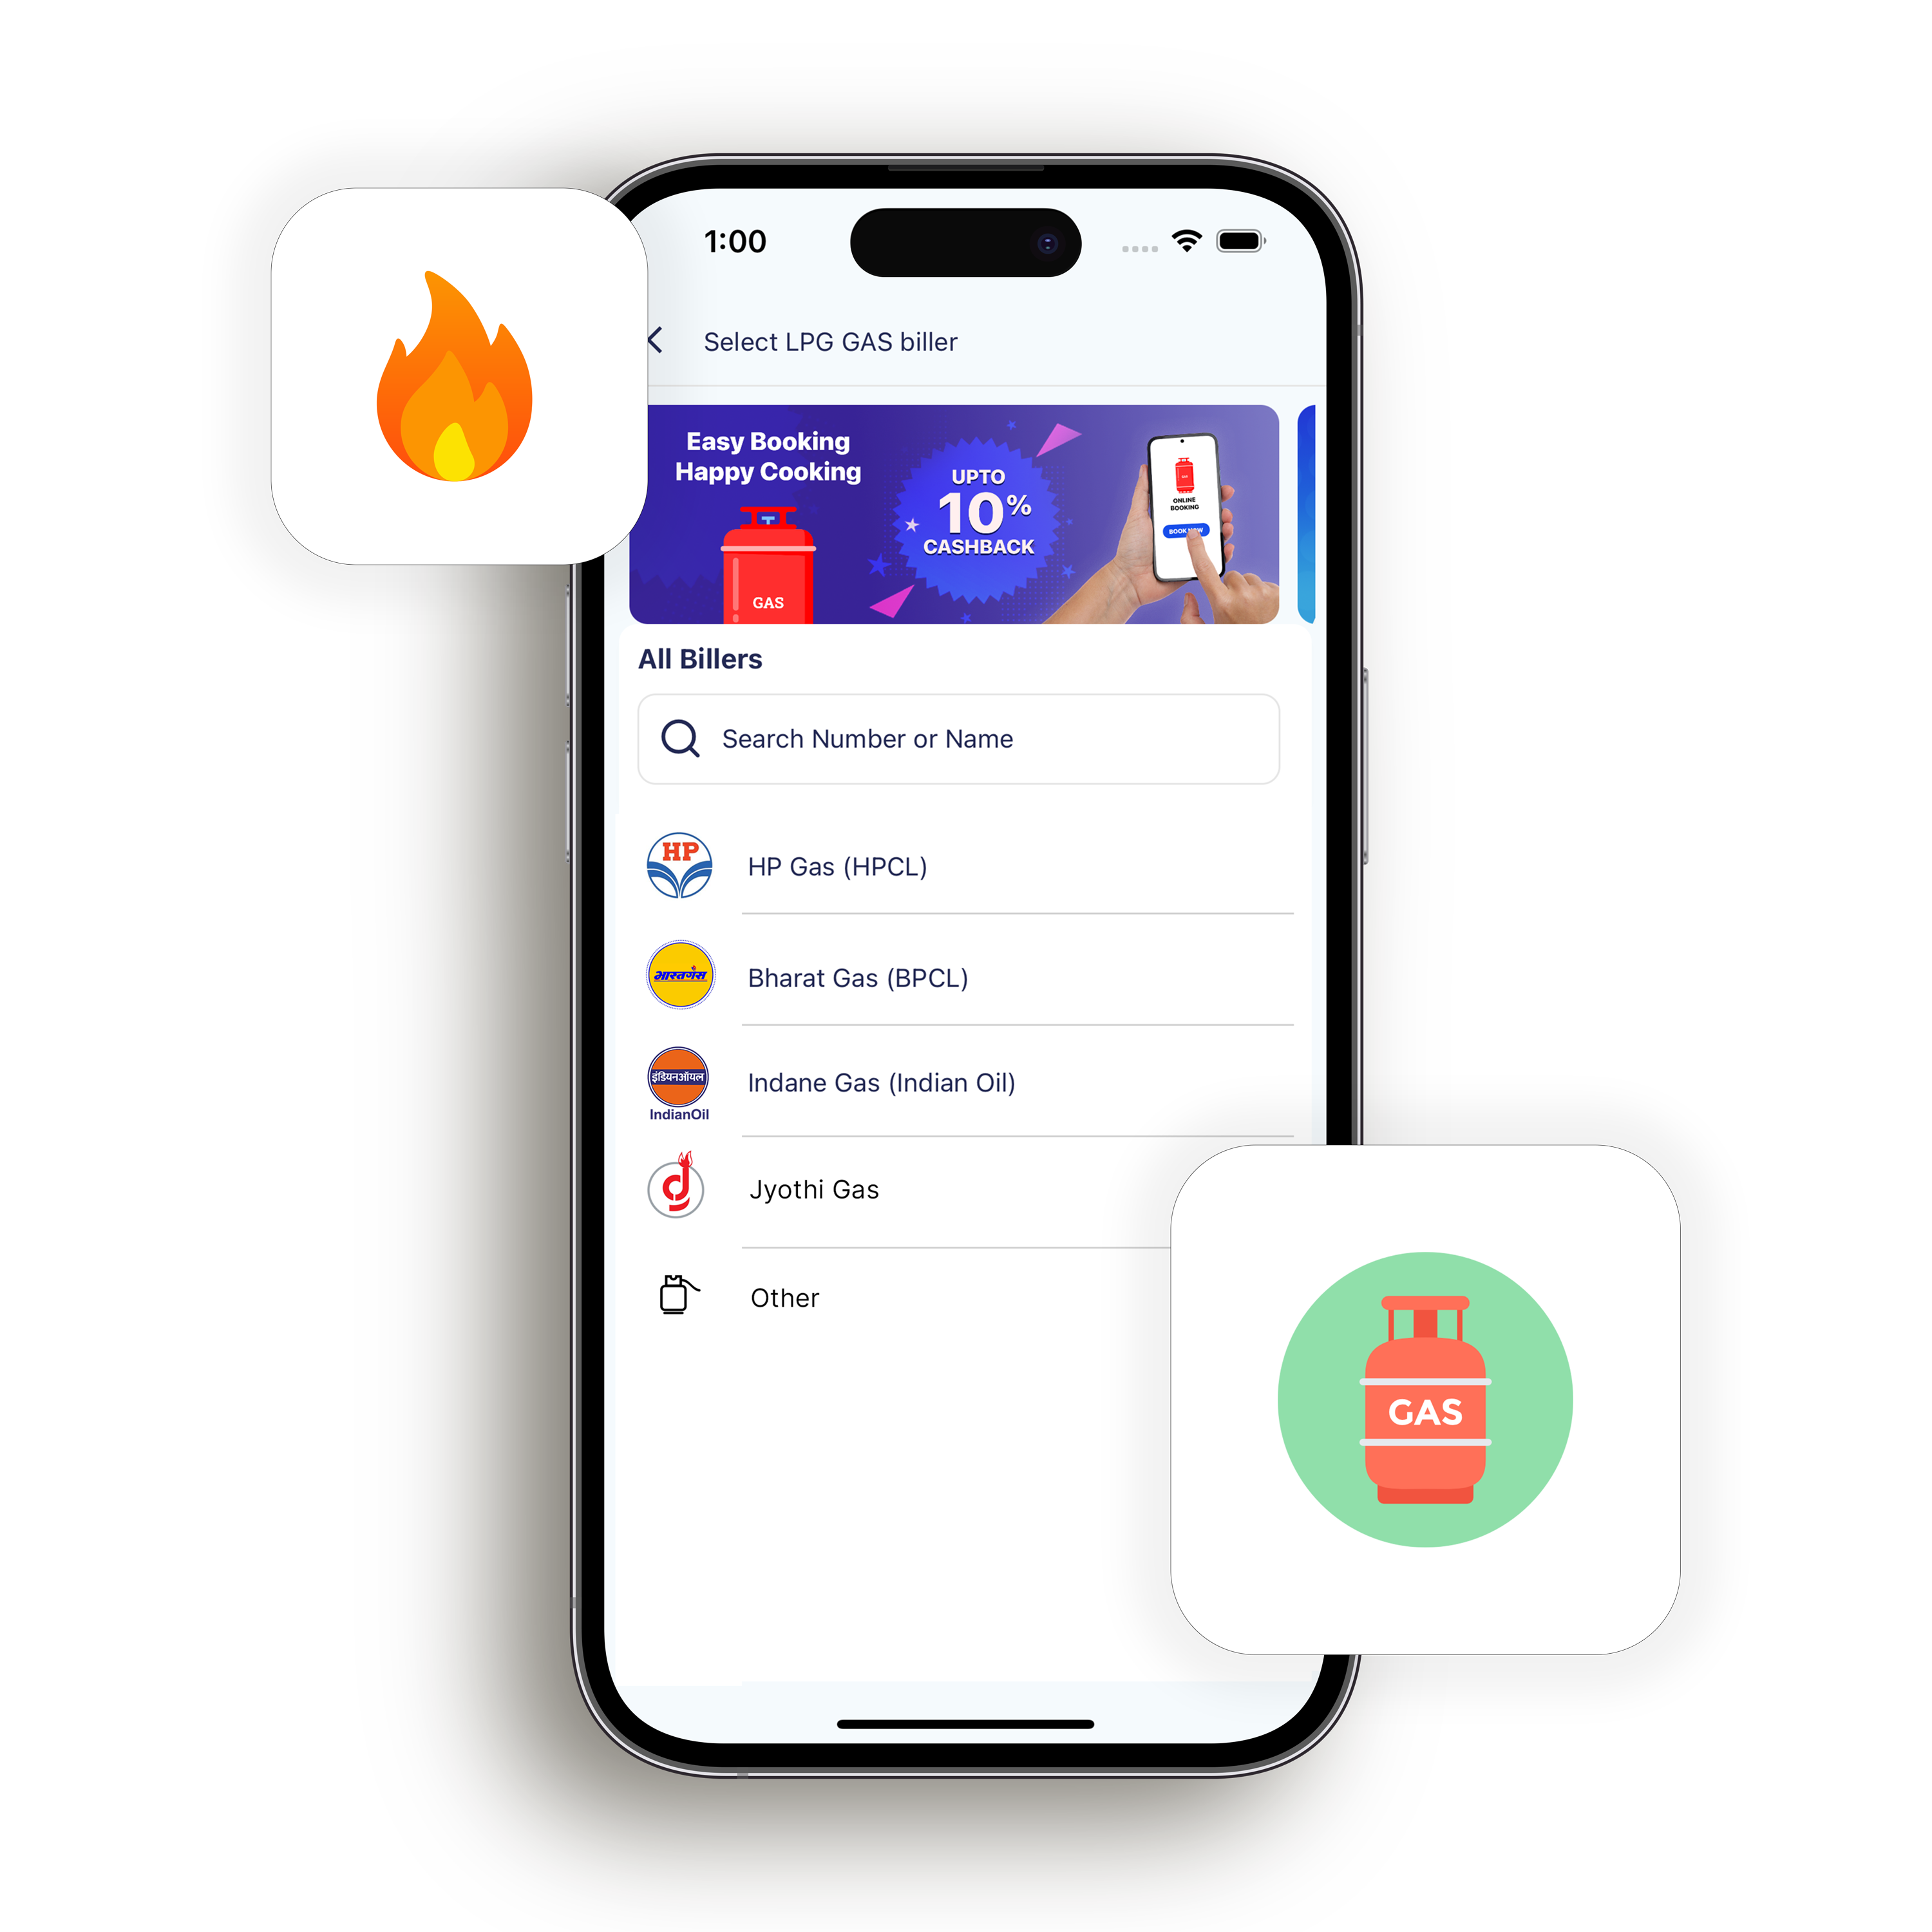 1:00
Select LPG GAS biller
Easy Booking
Happy Cooking
UPTO
10%
CASHBACK
GAS
ONLINE
BOOKING
BOOK NOW
All Billers
Search Number or Name
HP
HP Gas (HPCL)
भारतगैस
Bharat Gas (BPCL)
इंडियनऑयल
IndianOil
Indane Gas (Indian Oil)
Jyothi Gas
Other
GAS